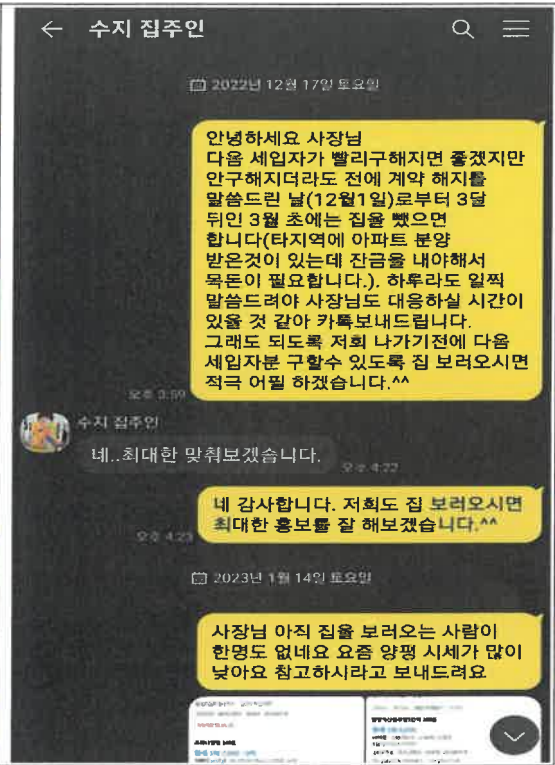 수지 집주인
2022년 12월 17일 토요일
안녕하세요 사장님
다음 세입자가 빨리구해지면 좋겠지만
안구해지더라도 전에 계약 해지를
말씀드린 날(12월1일)로부터 3달
뒤인 3월 초에는 집을 뺐으면
합니다(타지역에 아파트 분양
받은것이 있는데 잔금을 내야해서
목돈이 필요합니다.). 하루라도 일찍
말씀드려야 사장님도 대응하실 시간이
있을 것 같아 카톡보내드립니다.
그래도 되도록 저희 나가기전에 다음
세입자분 구할수 있도록 집 보러오시면
적극 어필 하겠습니다.^^
오후 3:59
수지 집주인
네..최대한 맞춰보겠습니다.
오후 4:22
네 감사합니다. 저희도 집 보러오시면
최대한 홍보를 잘 해보겠습니다.^^
오후 4:23
2023년 1월 14일 토요일
사장님 아직 집을 보러오는 사람이
한명도 없네요 요즘 양평 시세가 많이
낮아요 참고하시라고 보내드려요